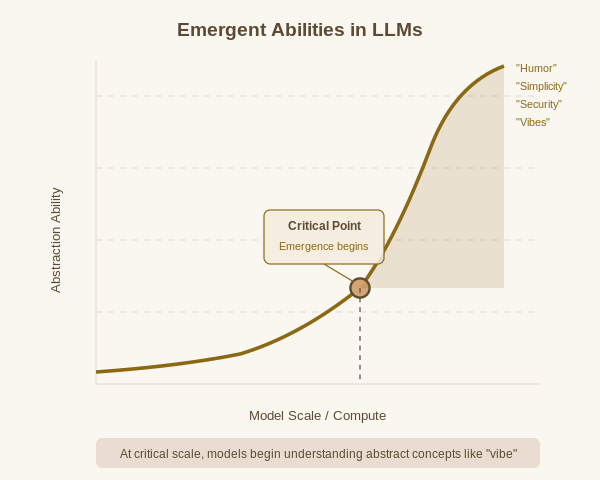 Emergent Abilities in LLMs
"Humor"
"Simplicity"
"Security"
"Vibes"
Abstraction Ability
Critical Point
Emergence begins
Model Scale / Compute
At critical scale, models begin understanding abstract concepts like "vibe"